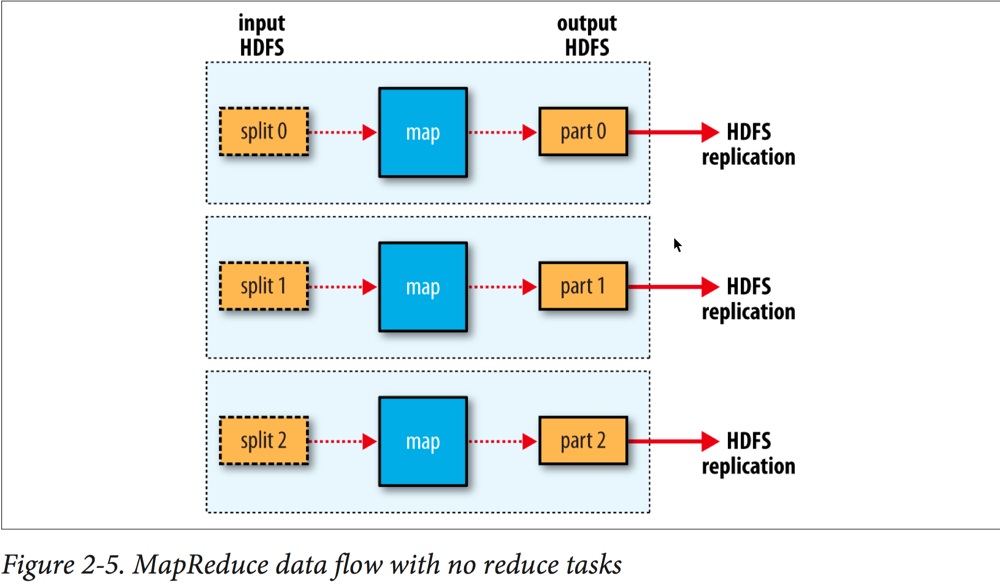 input
HDFS
output
HDFS
split 0
map
part 0
HDFS
replication
split 1
map
part 1
HDFS
replication
split 2
map
part 2
HDFS
replication
Figure 2-5. MapReduce data flow with no reduce tasks